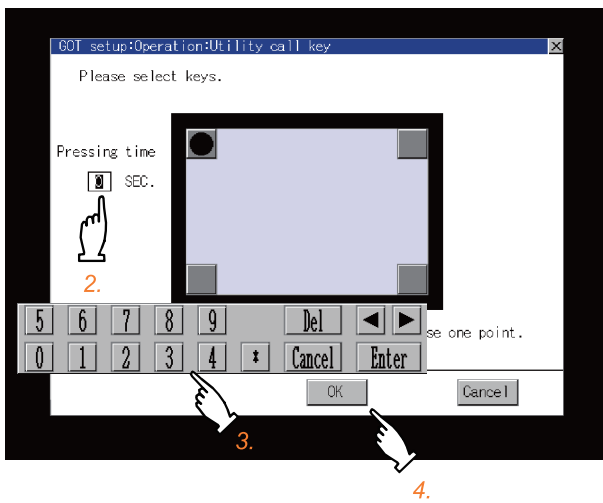 GOT setup:Operation:Utility call key
Please select keys.
Pressing time
0 SEC.
2.
5 6 7 8 9 Del ◀ ▶
se one point.
0 1 2 3 4 * Cancel Enter
OK Cancel
3.
4.